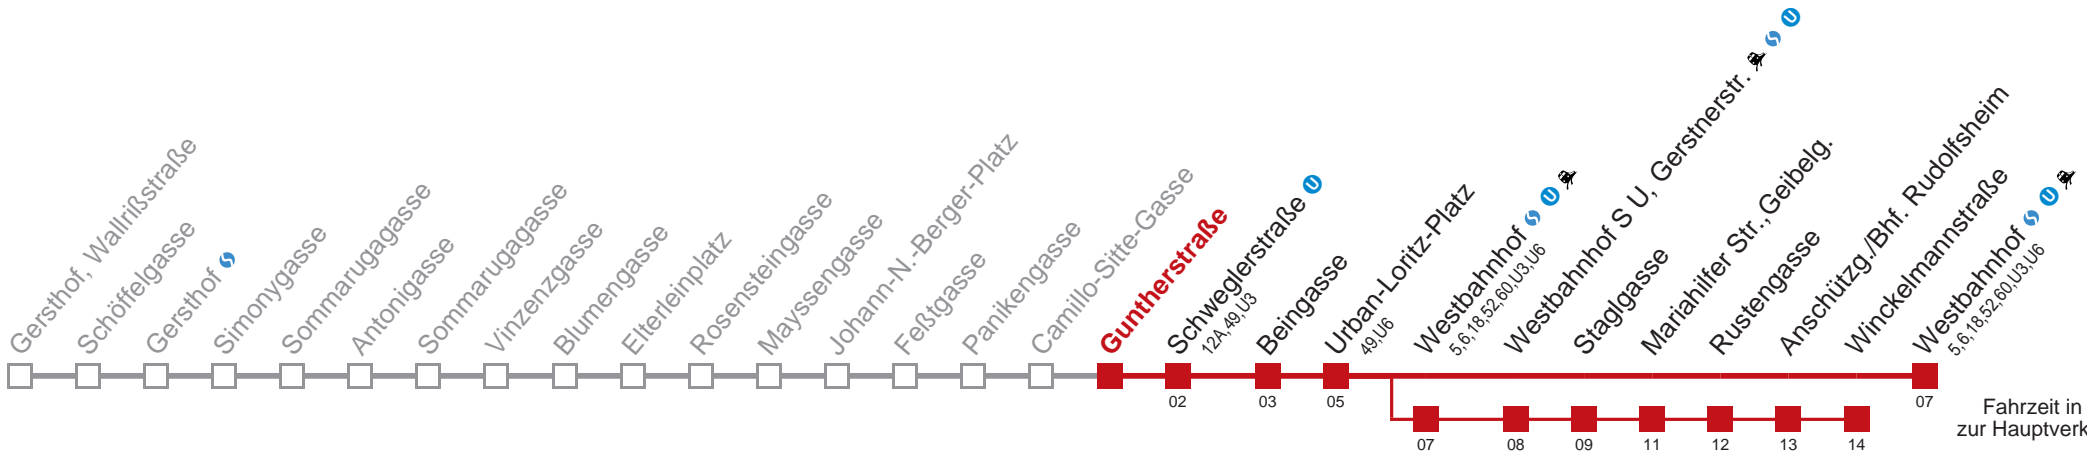 Gersthof, Wallrißstraße
Schöffelgasse
Gersthof S
Simonygasse
Sommarugagasse
Antonigasse
Sommarugagasse
Vinzenzgasse
Blumengasse
Elterleinplatz
Rosensteingasse
Mayssengasse
Johann-N.-Berger-Platz
Feßtgasse
Panikengasse
Camillo-Sitte-Gasse
Guntherstraße
Schweglerstraße U
12A,49,U3
Beingasse
Urban-Loritz-Platz
49,U6
Westbahnhof S U
5,6,18,52,60,U3,U6
Westbahnhof S U, Gerstnerstr. S U
Staglgasse
Mariahilfer Str., Geibelg.
Rustengasse
Anschützg./Bhf. Rudolfsheim
Winckelmannstraße
Westbahnhof S U
5,6,18,52,60,U3,U6
02
03
05
07
07
08
09
11
12
13
14
Fahrzeit in
zur Hauptverk